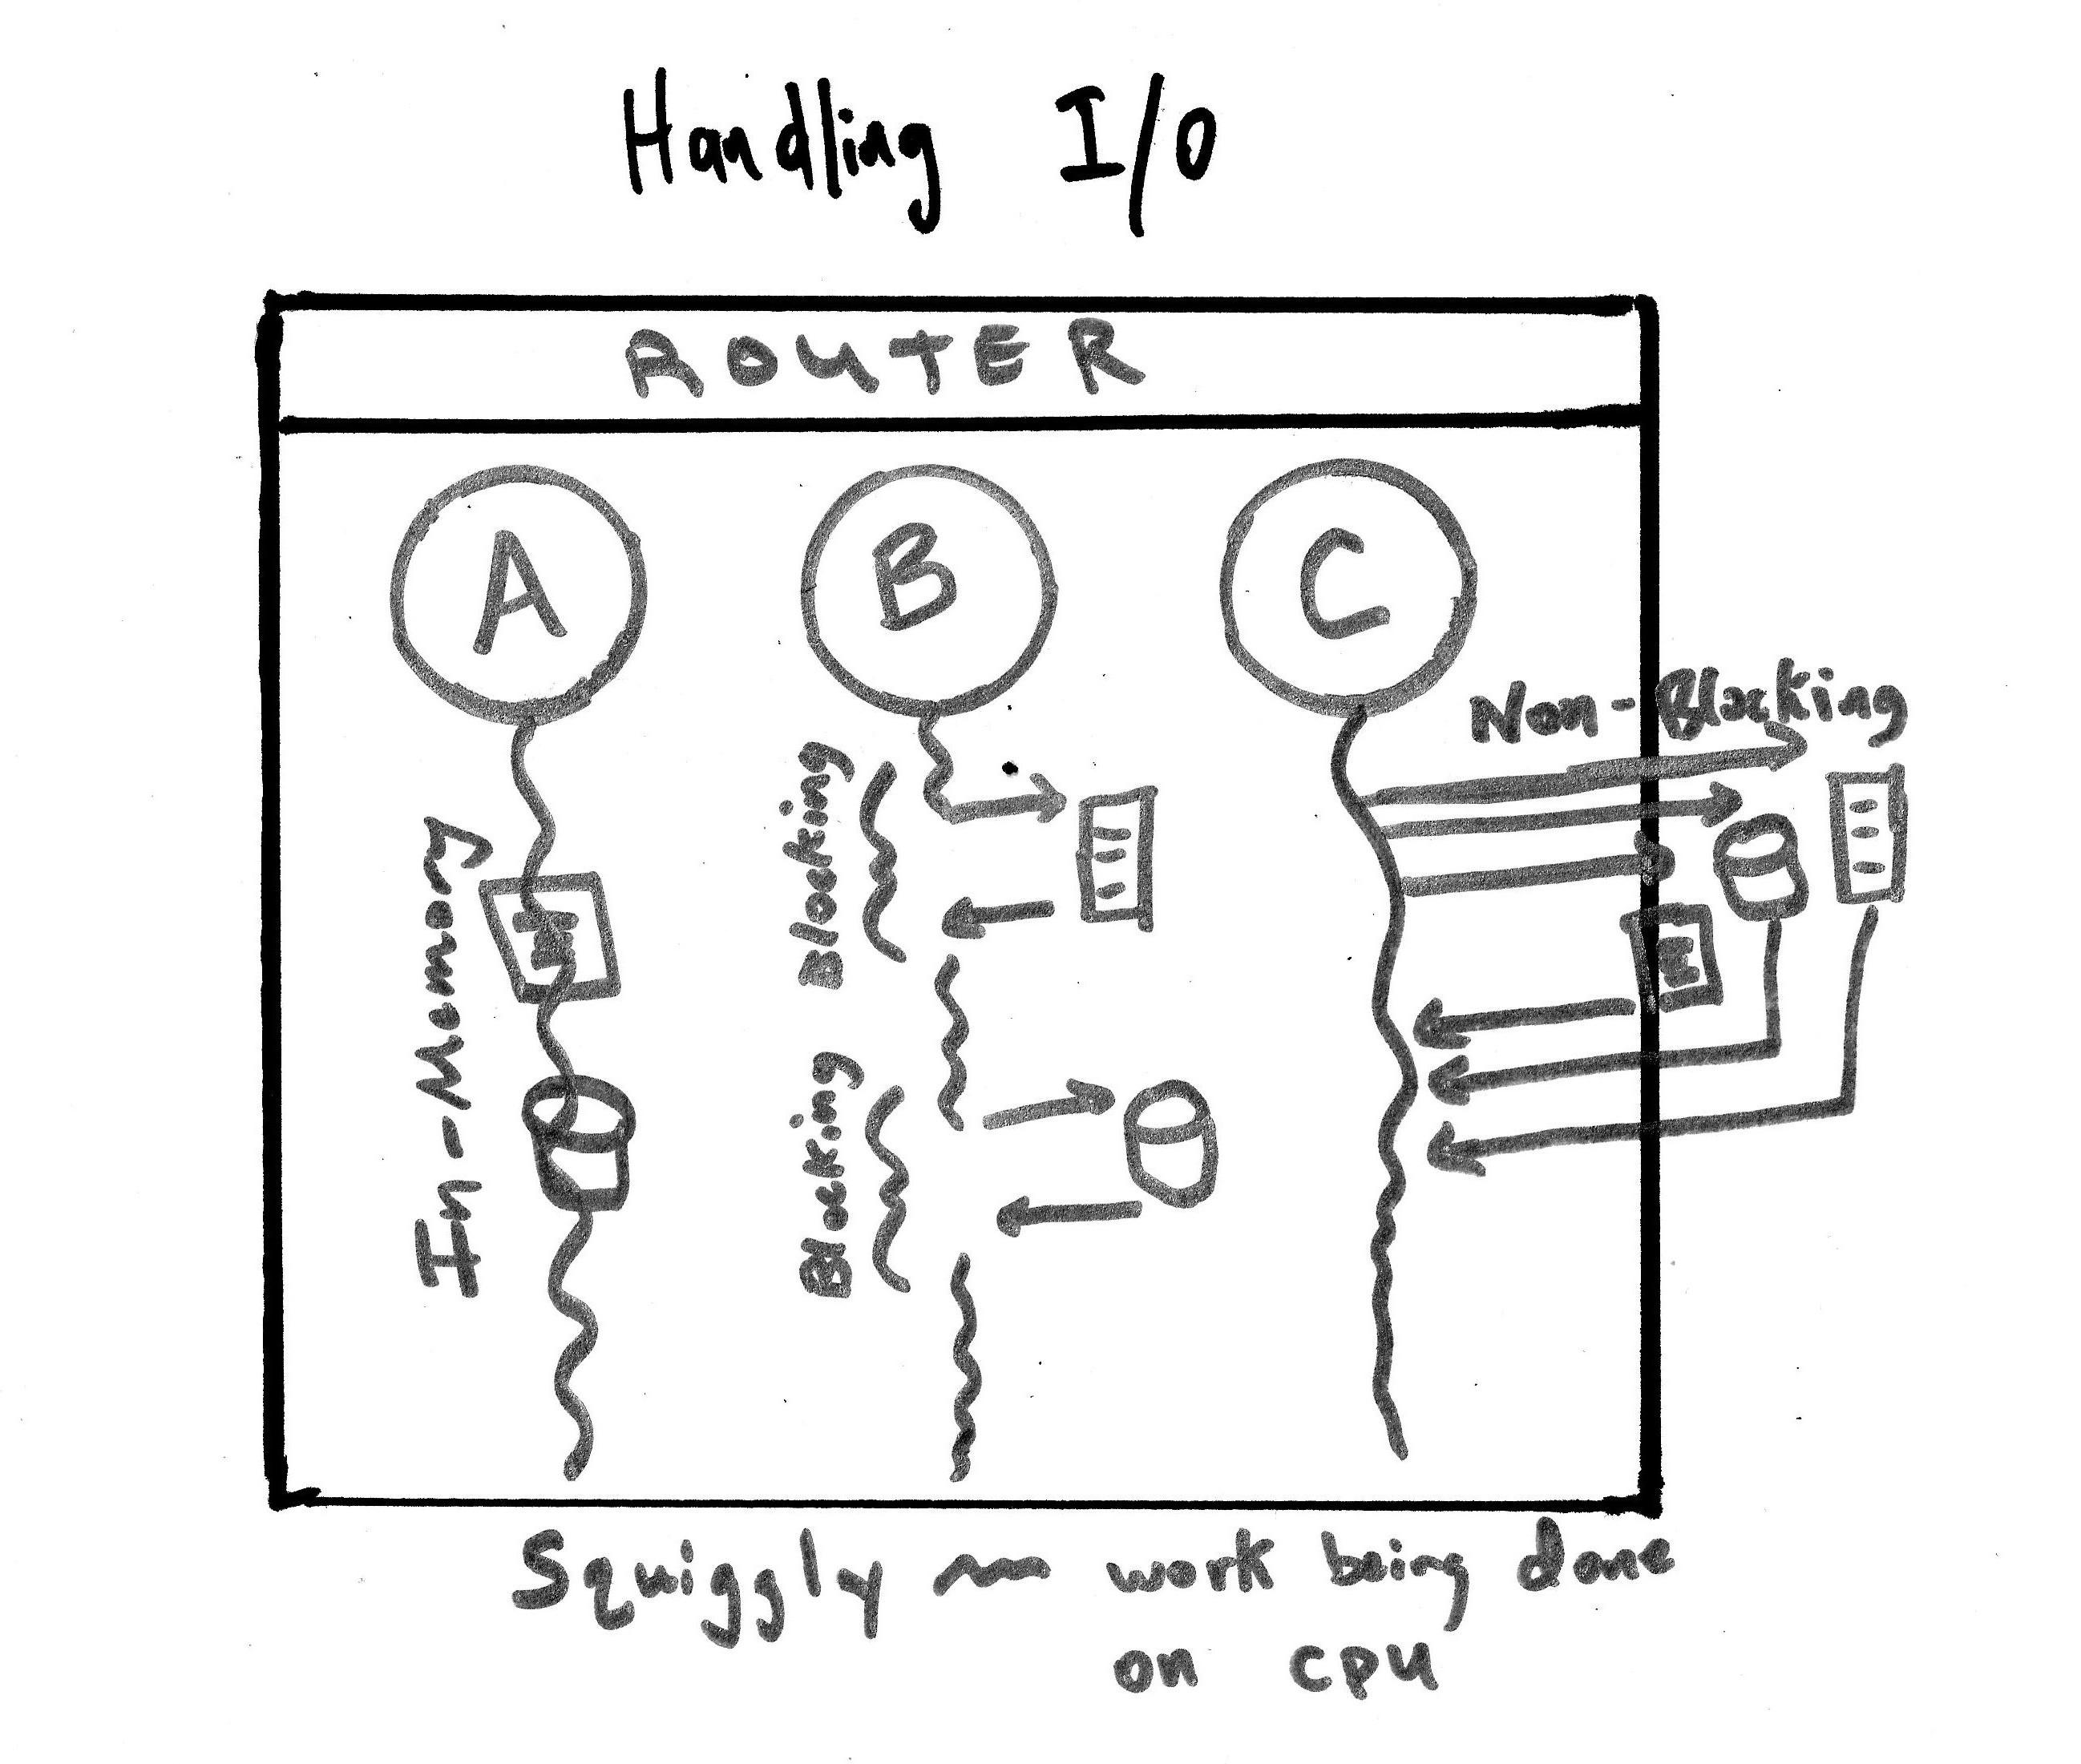 Handling I/O
ROUTER
A B C
Non-Blocking
In-Memory
Blocking
Blocking
M
M
Squiggly work being done
on cpu